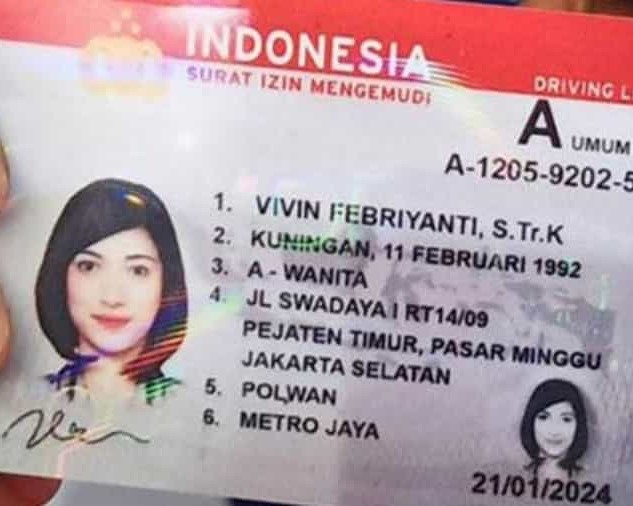 INDONESIA
SURAT IZIN MENGEMUDI
DRIVING L
A UMUM
A-1205-9202-5
1. VIVIN FEBRIYANTI, S.Tr.K
2. KUNINGAN, 11 FEBRUARI 1992
3. A - WANITA
4. JL SWADAYA I RT14/09
PEJATEN TIMUR, PASAR MINGGU
JAKARTA SELATAN
5. POLWAN
6. METRO JAYA
21/01/2024